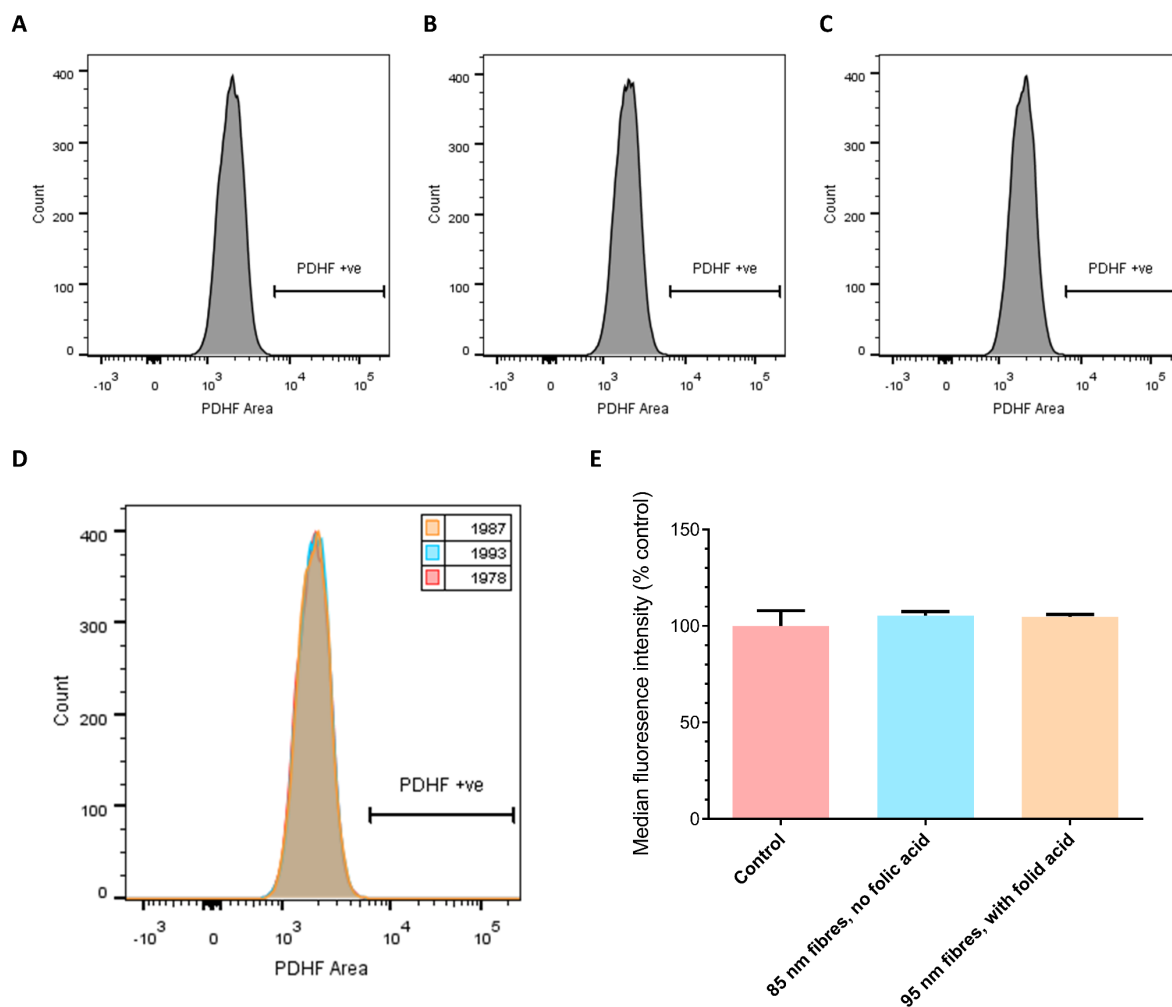 A
B
C
400
300
200
100
0
Count
PDHF +ve
-10^3 0 10^3 10^4 10^5
PDHF Area
400
300
200
100
0
Count
PDHF +ve
-10^3 0 10^3 10^4 10^5
PDHF Area
400
300
200
100
0
Count
PDHF +ve
-10^3 0 10^3 10^4 10^5
PDHF Area
D
400
300
200
100
0
Count
1987
1993
1978
PDHF +ve
-10^3 0 10^3 10^4 10^5
PDHF Area
E
Median fluoresence intensity (% control)
150
100
50
0
Control
85 nm fibres, no folic acid
95 nm fibres, with folid acid